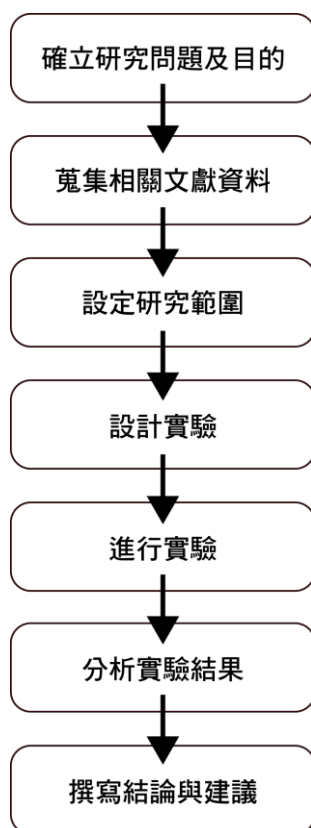 確立研究問題及目的
蒐集相關文獻資料
設定研究範圍
設計實驗
進行實驗
分析實驗結果
撰寫結論與建議